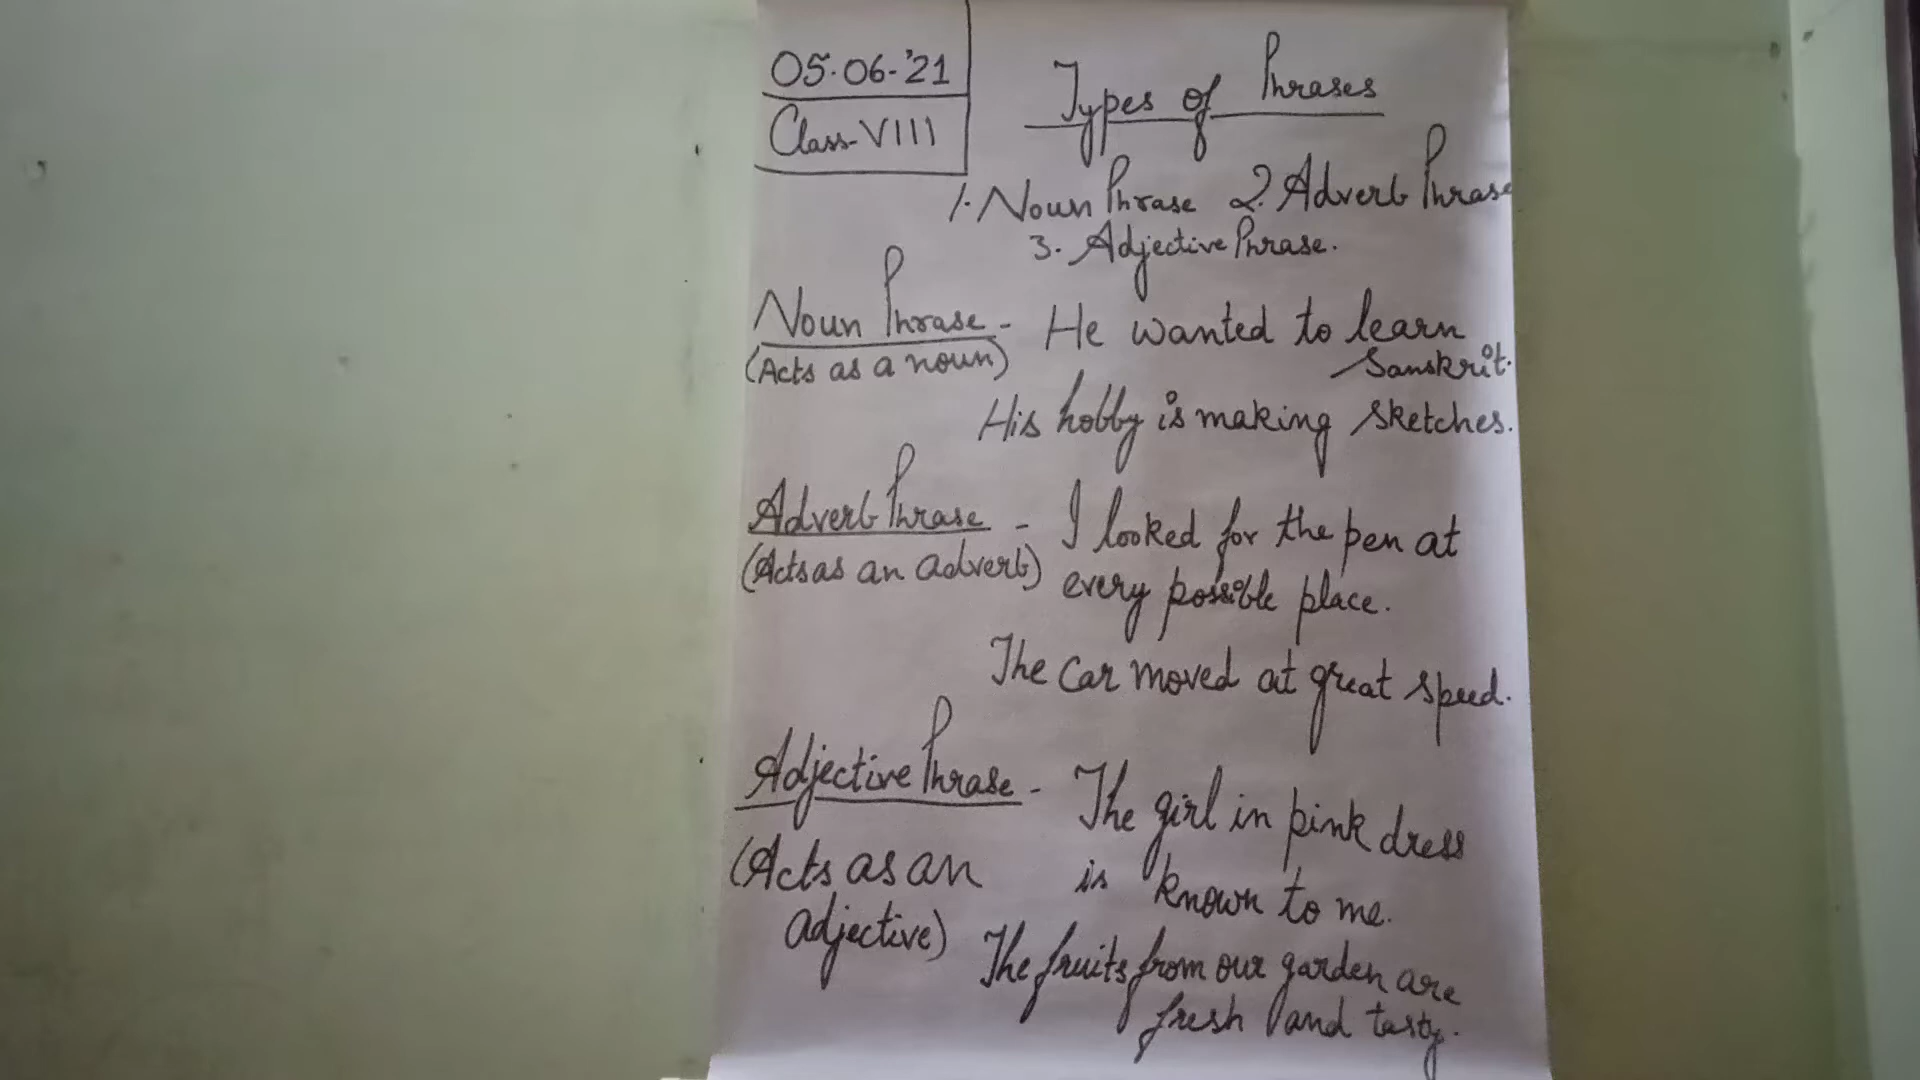 05.06-'21
Class-VIII
Types of Phrases
1. Noun Phrase 2. Adverb Phrase
3. Adjective Phrase.
Noun Phrase - He wanted to learn
(Acts as a noun) Sanskrit.
His hobby is making sketches.
Adverb Phrase - I looked for the pen at
(Acts as an adverb) every possible place.
The car moved at great speed.
Adjective Phrase - The girl in pink dress
(Acts as an is known to me.
adjective) The fruits from our garden are
fresh and tasty.